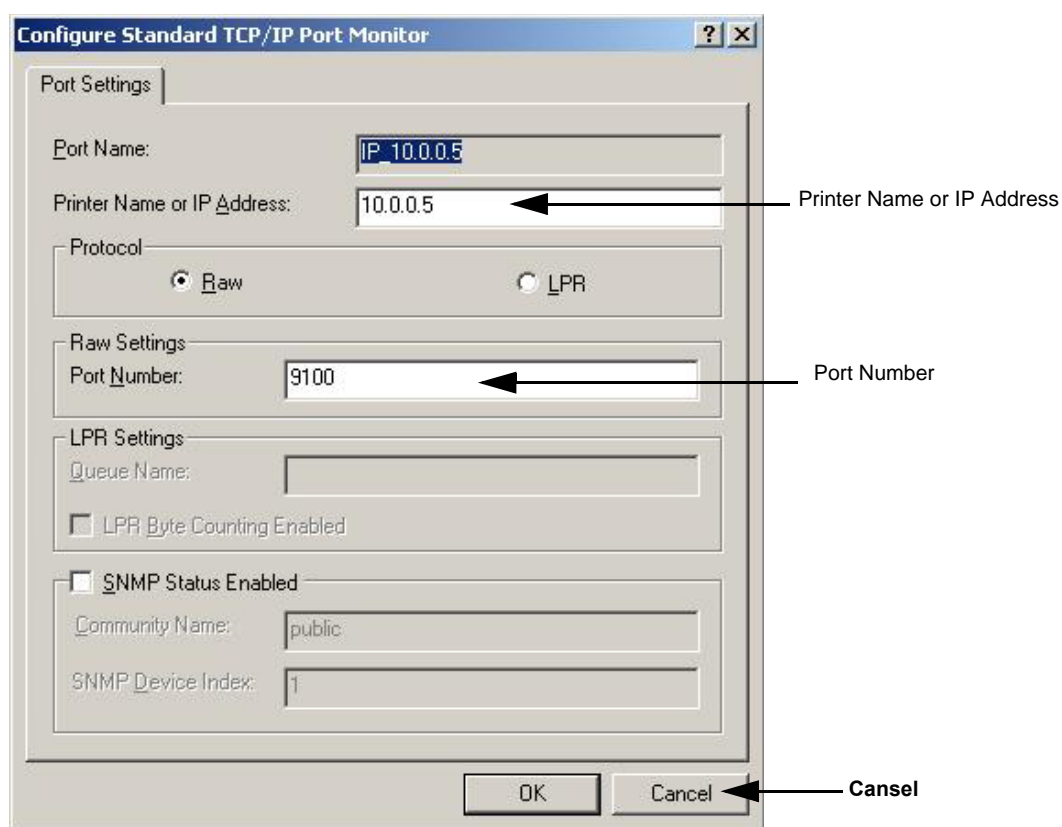 Configure Standard TCP/IP Port Monitor
Port Settings
Port Name: IP_10.0.0.5
Printer Name or IP Address: 10.0.0.5 Printer Name or IP Address
Protocol
Raw LPR
Raw Settings
Port Number: 9100 Port Number
LPR Settings
Queue Name:
LPR Byte Counting Enabled
SNMP Status Enabled
Community Name: public
SNMP Device Index: 1
OK Cancel Cansel